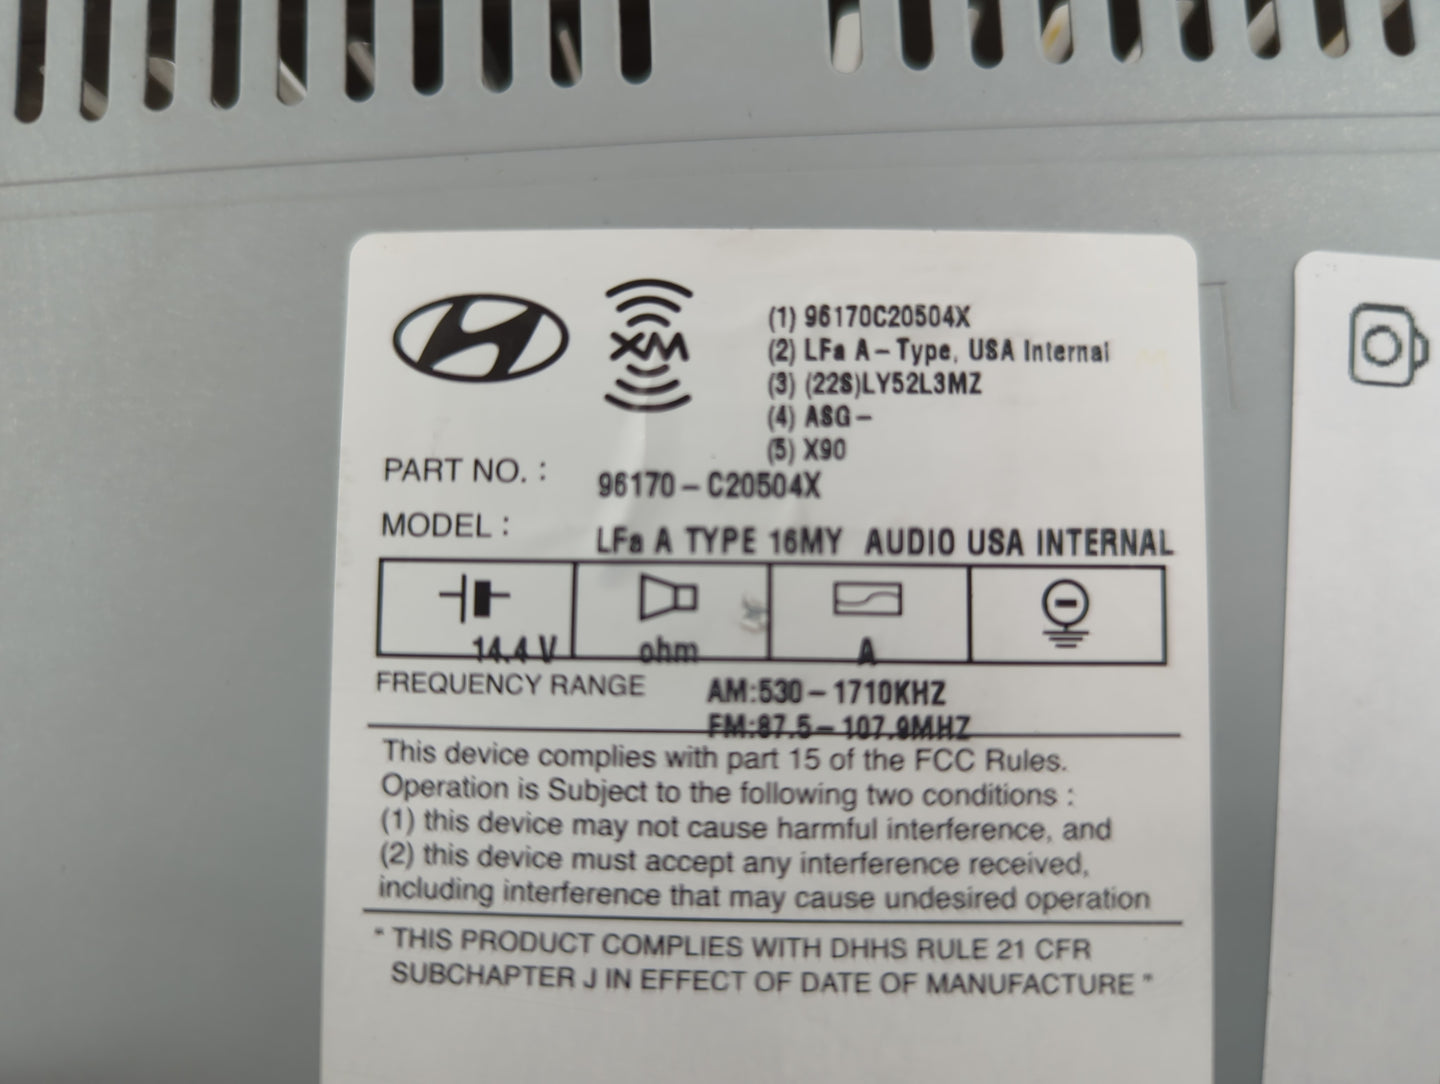 XM
(1) 96170C20504X
(2) LFa A-Type, USA Internal
(3) (22S)LY52L3MZ
(4) ASG-
(5) X90
PART NO. : 96170-C20504X
MODEL : LFa A TYPE 16MY AUDIO USA INTERNAL
14.4 V ohm A
FREQUENCY RANGE AM:530-1710KHZ
FM:87.5-107.9MHZ
This device complies with part 15 of the FCC Rules.
Operation is Subject to the following two conditions :
(1) this device may not cause harmful interference, and
(2) this device must accept any interference received,
including interference that may cause undesired operation
" THIS PRODUCT COMPLIES WITH DHHS RULE 21 CFR
SUBCHAPTER J IN EFFECT OF DATE OF MANUFACTURE "